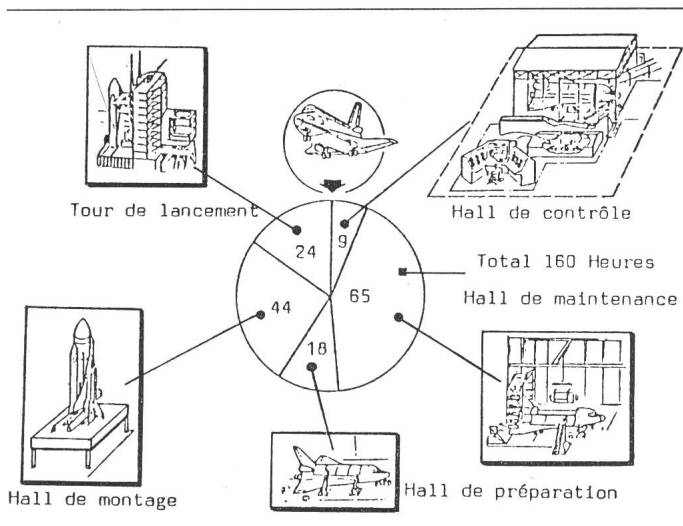 Tour de lancement
Hall de contrôle
24
9
Total 160 Heures
44
65
Hall de maintenance
18
Hall de montage
Hall de préparation